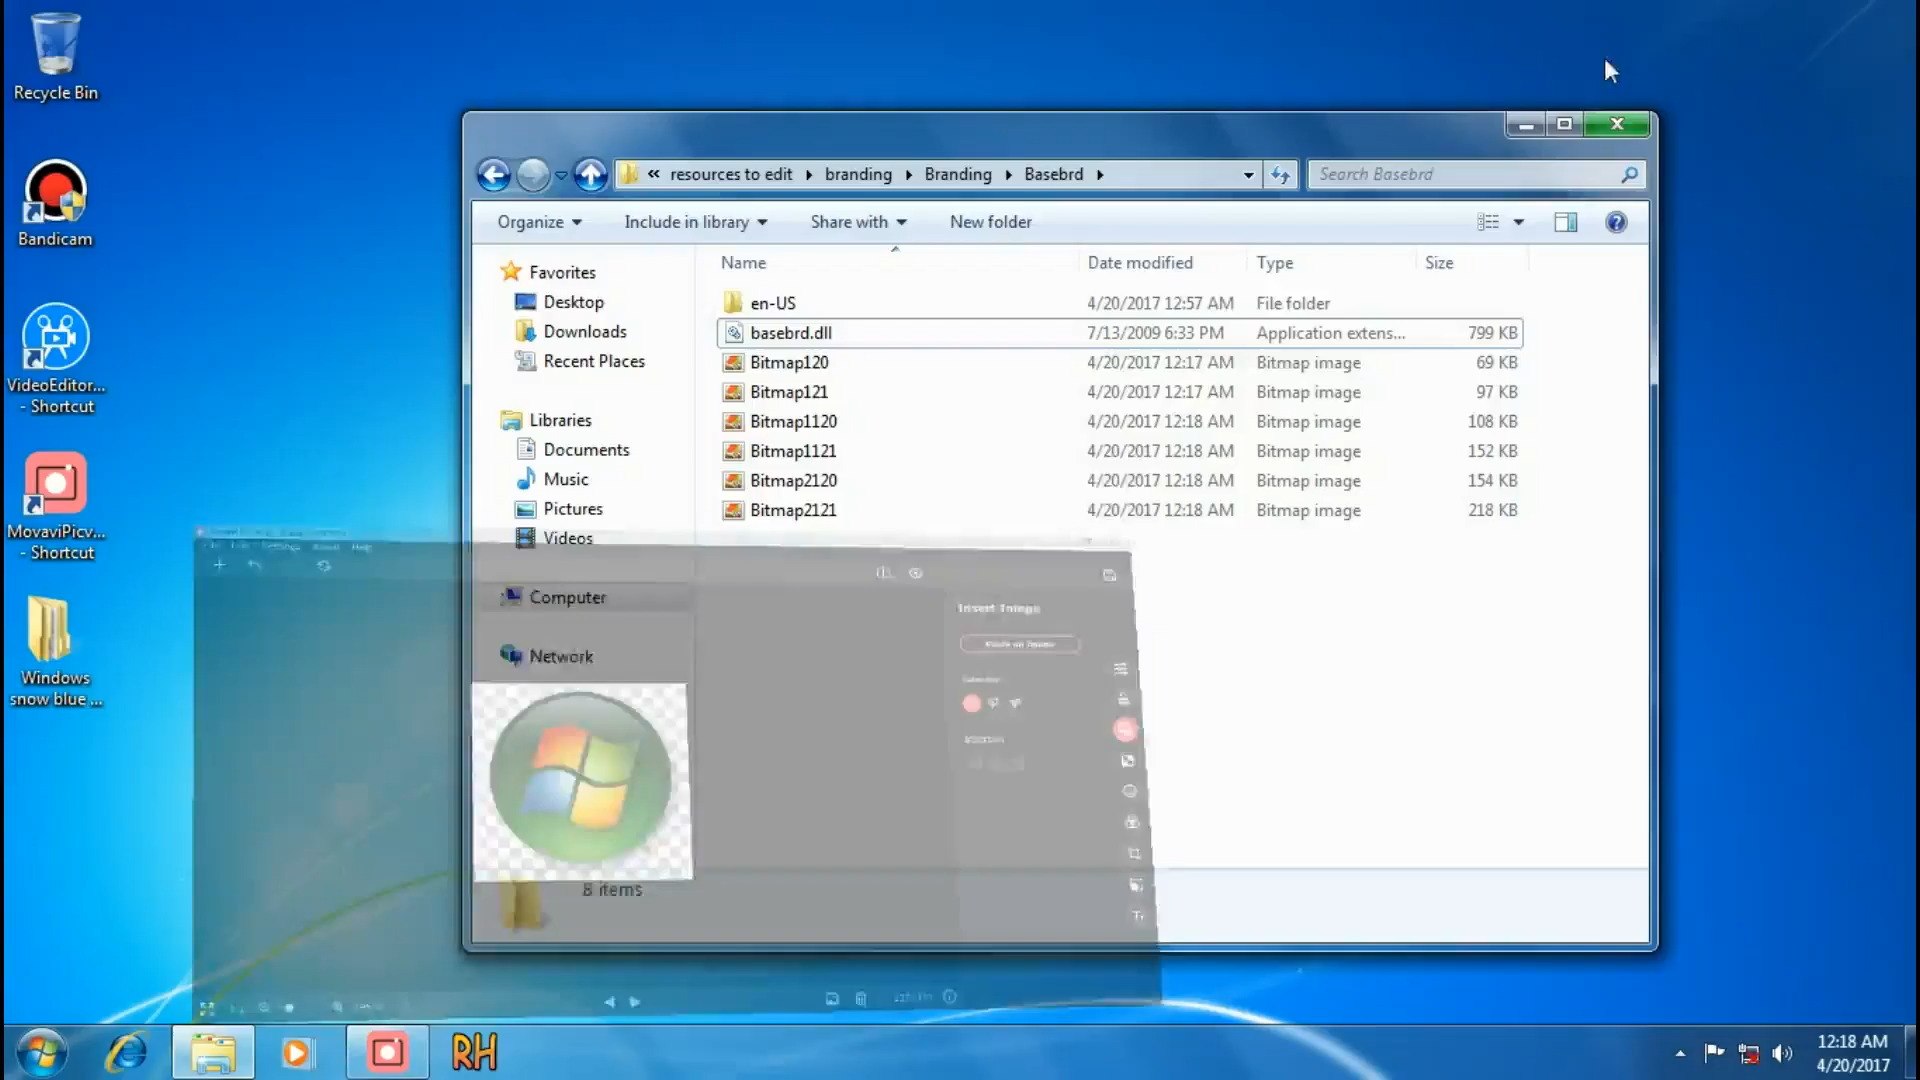 Recycle Bin
Bandicam
VideoEditor...
- Shortcut
MovaviPicv...
- Shortcut
Windows
snow blue ...
« resources to edit ▸ branding ▸ Branding ▸ Basebrd ▸
Search Basebrd
Organize
Include in library
Share with
New folder
Name
Date modified
Type
Size
Favorites
Desktop
Downloads
Recent Places
Libraries
Documents
Music
Pictures
Videos
Computer
Network
en-US 4/20/2017 12:57 AM File folder
basebrd.dll 7/13/2009 6:33 PM Application extens... 799 KB
Bitmap120 4/20/2017 12:17 AM Bitmap image 69 KB
Bitmap121 4/20/2017 12:17 AM Bitmap image 97 KB
Bitmap1120 4/20/2017 12:18 AM Bitmap image 108 KB
Bitmap1121 4/20/2017 12:18 AM Bitmap image 152 KB
Bitmap2120 4/20/2017 12:18 AM Bitmap image 154 KB
Bitmap2121 4/20/2017 12:18 AM Bitmap image 218 KB
8 items
Settings
Help
RH
12:18 AM
4/20/2017